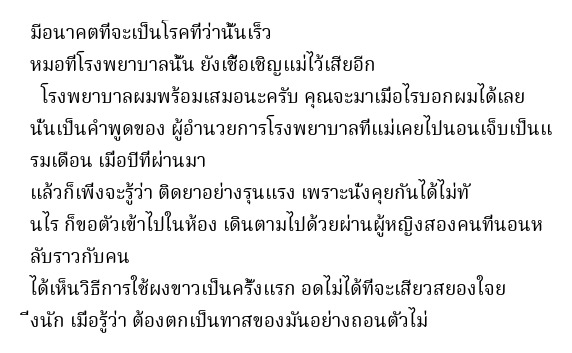 มีอนาคตที่จะเป็นโรคที่ว่านั้นเร็ว
หมอที่โรงพยาบาลนั้น ยังเชื้อเชิญแม่ไว้เสียอีก
โรงพยาบาลผมพร้อมเสมอนะครับ คุณจะมาเมื่อไรบอกผมได้เลย
นั่นเป็นคำพูดของ ผู้อำนวยการโรงพยาบาลที่แม่เคยไปนอนเจ็บเป็นแ
รมเดือน เมื่อปีที่ผ่านมา
แล้วก็เพิ่งจะรู้ว่า ติดยาอย่างรุนแรง เพราะนั่งคุยกันได้ไม่ทั
นไร ก็ขอตัวเข้าไปในห้อง เดินตามไปด้วยผ่านผู้หญิงสองคนที่นอนห
ลับราวกับคน
ได้เห็นวิธีการใช้ผงขาวเป็นครั้งแรก อดไม่ได้ที่จะเสียวสยองใจย
ิ่งนัก เมื่อรู้ว่า ต้องตกเป็นทาสของมันอย่างถอนตัวไม่